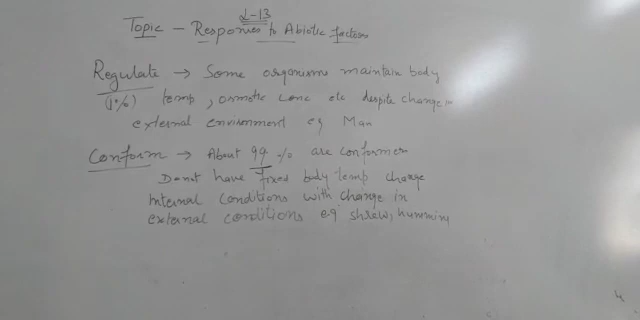 L-13
Topic - Responses to Abiotic factors
Regulate → Some organisms maintain body
(1%) temp, osmotic conc etc despite change in
external environment eg Man
Conform → About 99 % are conformers
Do not have fixed body temp change
Internal Conditions with change in
external conditions e.g shrew, humming